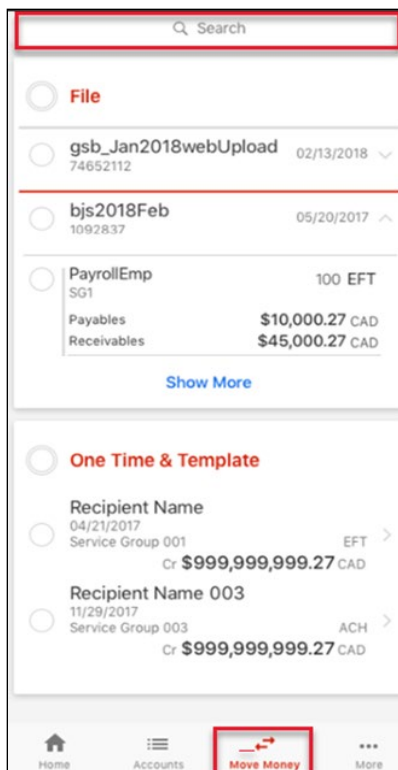 Search
File
gsb_Jan2018webUpload 02/13/2018
74652112
bjs2018Feb 05/20/2017
1092837
PayrollEmp 100 EFT
SG1
Payables $10,000.27 CAD
Receivables $45,000.27 CAD
Show More
One Time & Template
Recipient Name
04/21/2017
Service Group 001 EFT
Cr $999,999,999.27 CAD
Recipient Name 003
11/29/2017
Service Group 003 ACH
Cr $999,999,999.27 CAD
Home Accounts Move Money More